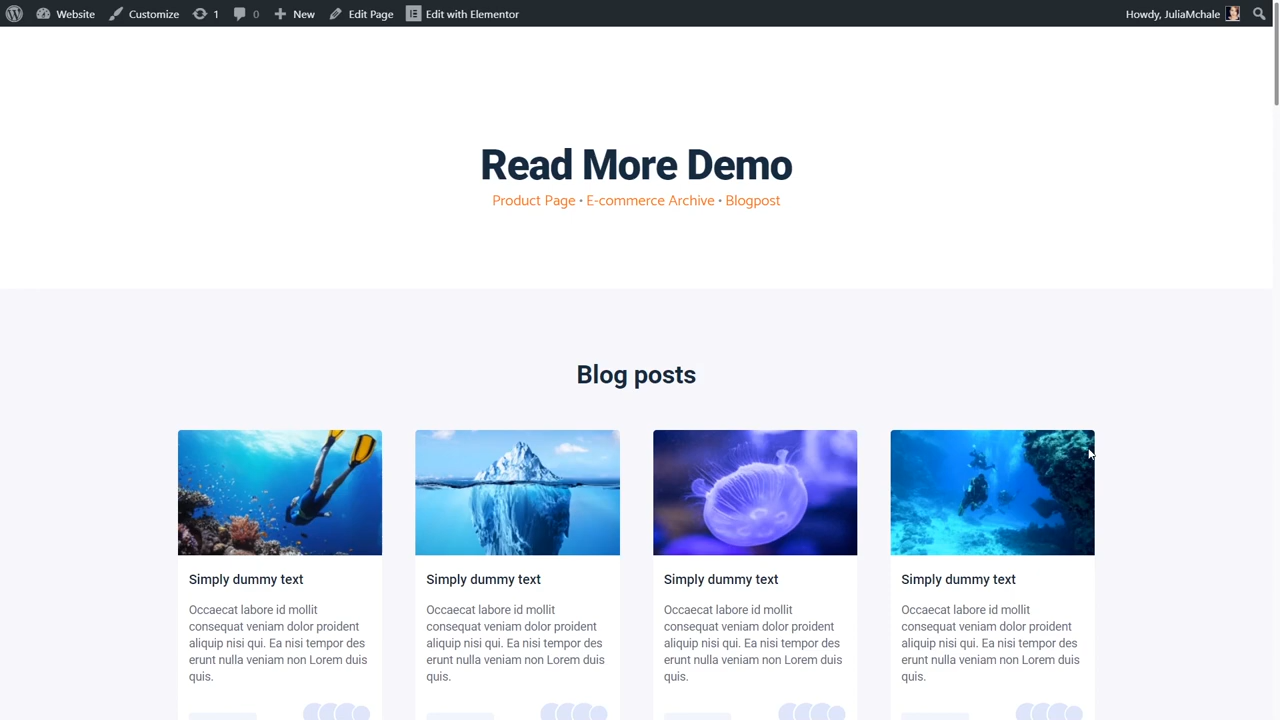 Website Customize 1 0 New Edit Page Edit with Elementor Howdy, JuliaMchale
Read More Demo
Product Page • E-commerce Archive • Blogpost
Blog posts
Simply dummy text
Occaecat labore id mollit
consequat veniam dolor proident
aliquip nisi qui. Ea nisi tempor des
erunt nulla veniam non Lorem duis
quis.
Simply dummy text
Occaecat labore id mollit
consequat veniam dolor proident
aliquip nisi qui. Ea nisi tempor des
erunt nulla veniam non Lorem duis
quis.
Simply dummy text
Occaecat labore id mollit
consequat veniam dolor proident
aliquip nisi qui. Ea nisi tempor des
erunt nulla veniam non Lorem duis
quis.
Simply dummy text
Occaecat labore id mollit
consequat veniam dolor proident
aliquip nisi qui. Ea nisi tempor des
erunt nulla veniam non Lorem duis
quis.